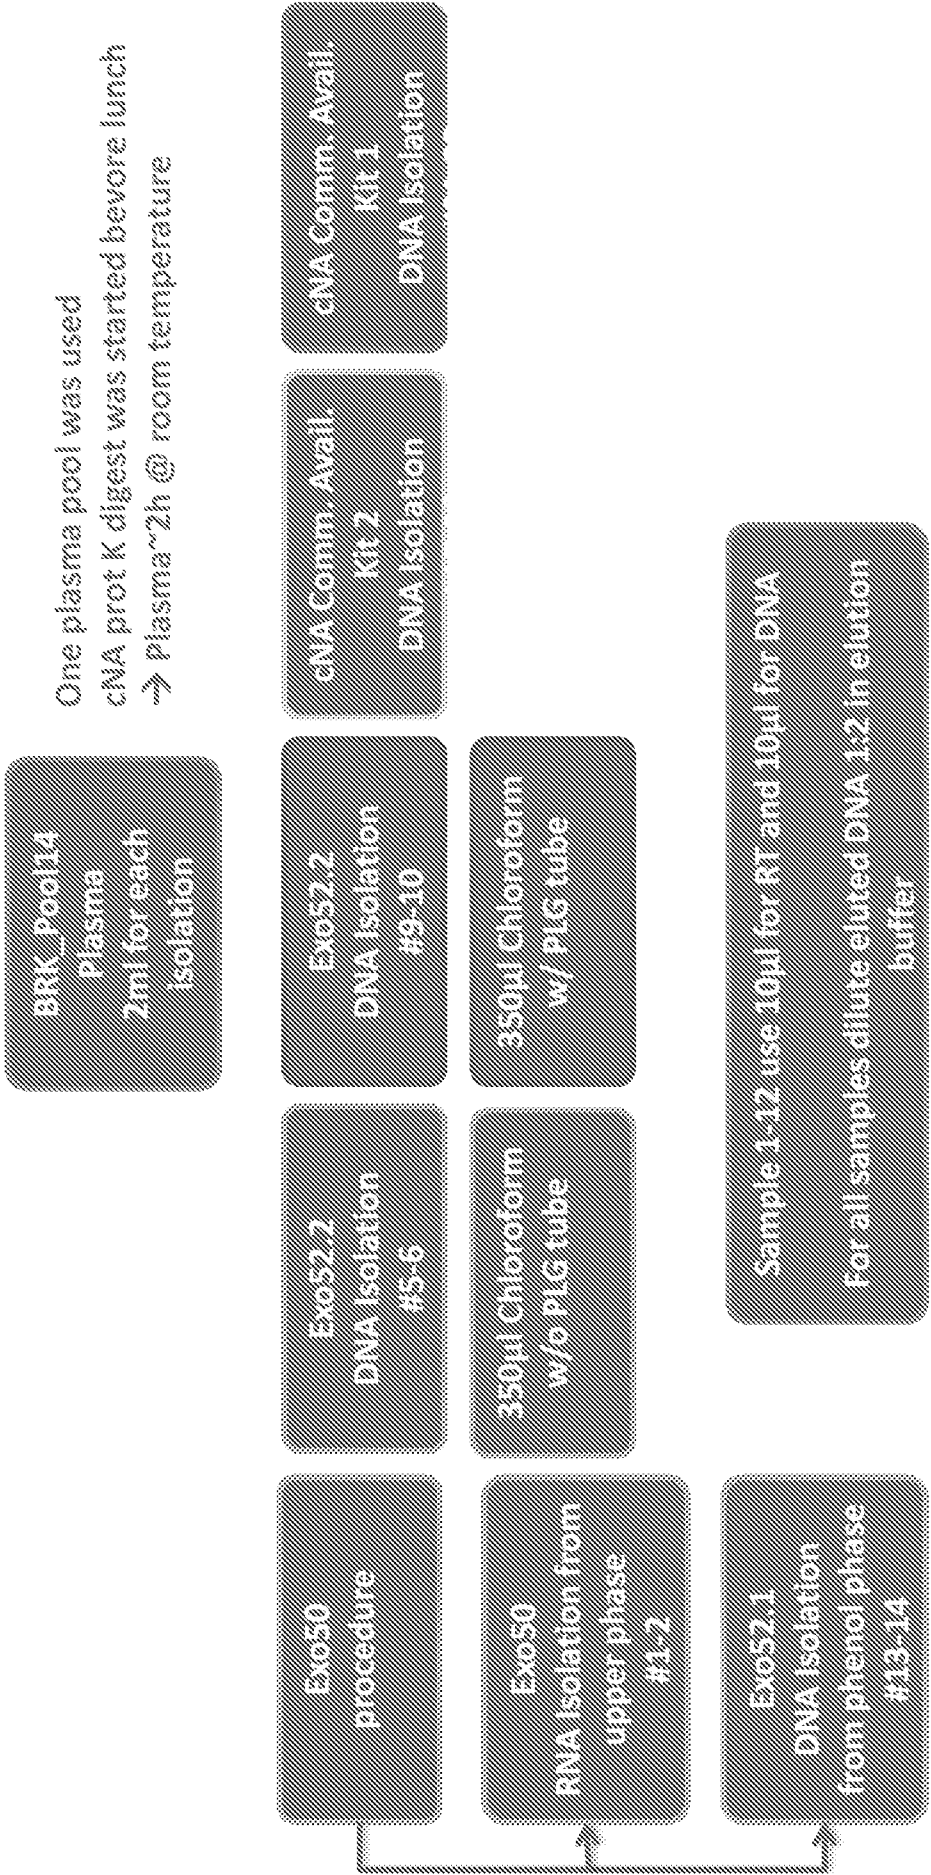 BRK_Pool14
Plasma
2ml for each
isolation
One plasma pool was used
cNA prot K digest was started bevore lunch
→ Plasma~2h @ room temperature
Exo50
procedure
Exo52.2
DNA Isolation
#5-6
Exo52.2
DNA Isolation
#9-10
cNA Comm. Avail.
Kit 2
DNA Isolation
cNA Comm. Avail.
Kit 1
DNA Isolation
Exo50
RNA Isolation from
upper phase
#1-2
350µl Chloroform
w/o PLG tube
350µl Chloroform
w/ PLG tube
Exo52.1
DNA Isolation
from phenol phase
#13-14
Sample 1-12 use 10µl for RT and 10µl for DNA
For all samples dilute eluted DNA 1:2 in elution
buffer